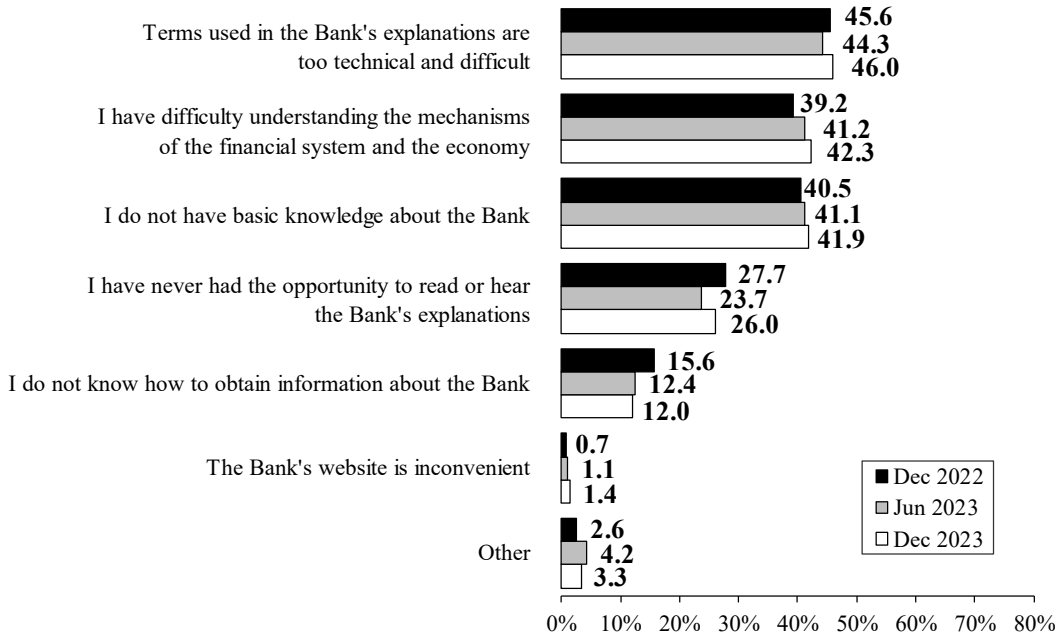 Terms used in the Bank's explanations are
too technical and difficult
45.6
44.3
46.0
I have difficulty understanding the mechanisms
of the financial system and the economy
39.2
41.2
42.3
I do not have basic knowledge about the Bank
40.5
41.1
41.9
I have never had the opportunity to read or hear
the Bank's explanations
27.7
23.7
26.0
I do not know how to obtain information about the Bank
15.6
12.4
12.0
The Bank's website is inconvenient
0.7
1.1
1.4
Other
2.6
4.2
3.3
Dec 2022
Jun 2023
Dec 2023
0% 10% 20% 30% 40% 50% 60% 70% 80%